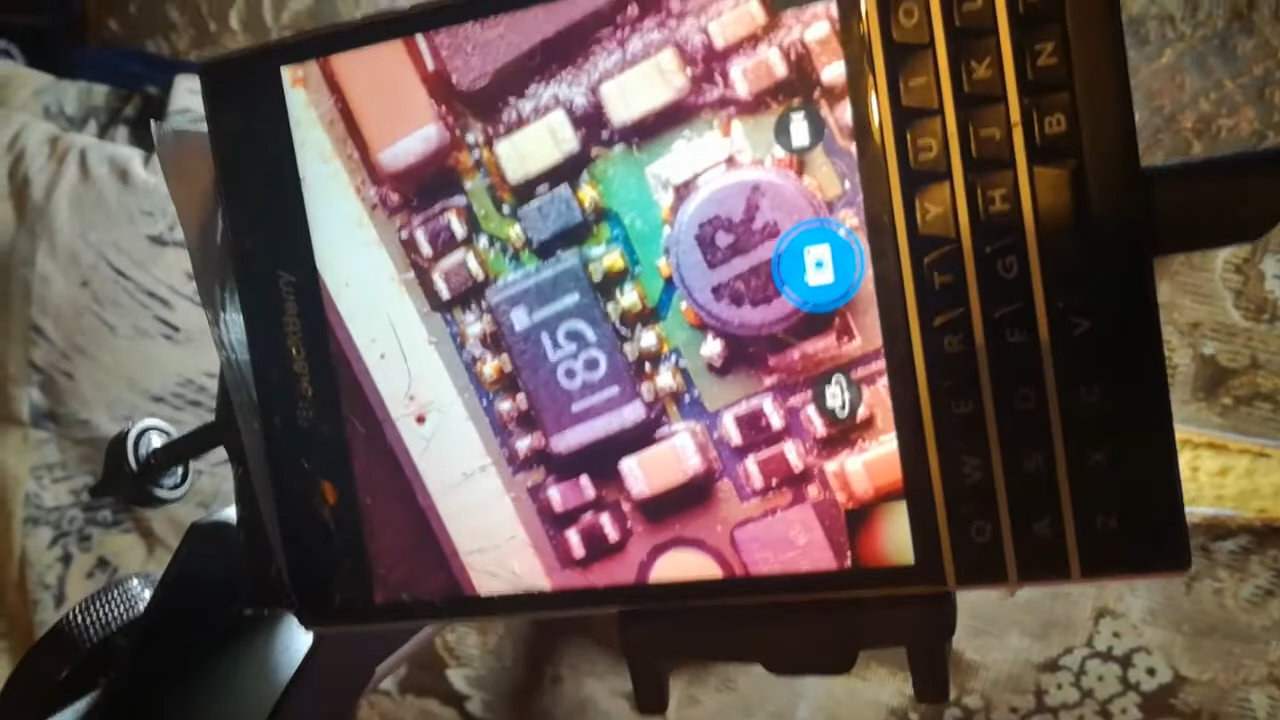 BlackBerry
185
R
Q W E R T Y U I O
A S D F G H J K L
Z X C V B N